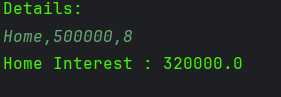 Details:
Home,500000,8
Home Interest : 320000.0